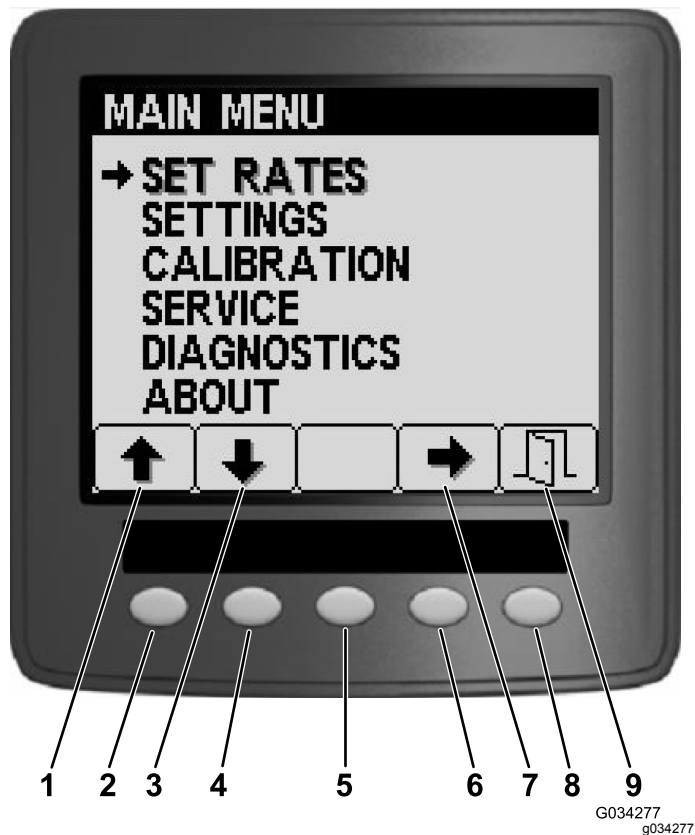 MAIN MENU
SET RATES
SETTINGS
CALIBRATION
SERVICE
DIAGNOSTICS
ABOUT
1 2 3 4 5 6 7 8 9
G034277
g034277